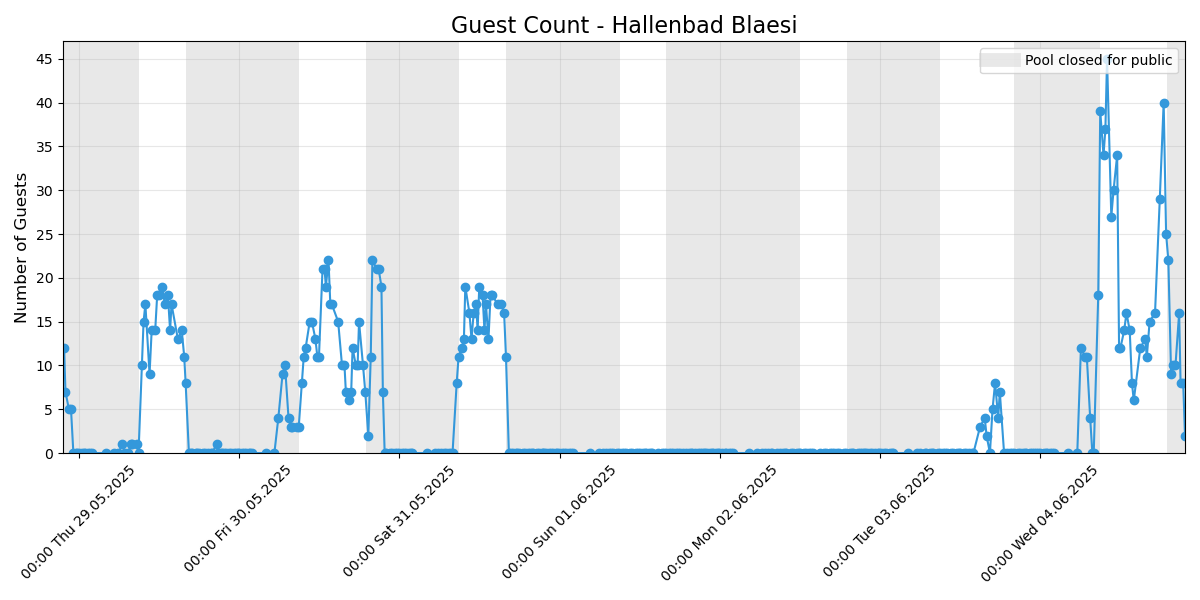 Guest Count - Hallenbad Blaesi
Pool closed for public
Number of Guests
45
40
35
30
25
20
15
10
5
0
00:00 Thu 29.05.2025
00:00 Fri 30.05.2025
00:00 Sat 31.05.2025
00:00 Sun 01.06.2025
00:00 Mon 02.06.2025
00:00 Tue 03.06.2025
00:00 Wed 04.06.2025